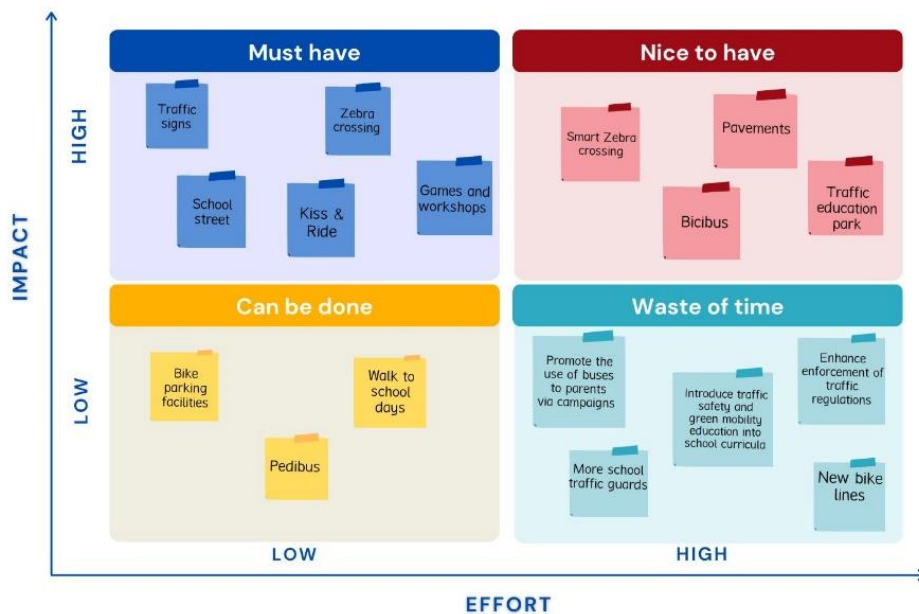 Must have
Traffic
signs
Zebra
crossing
School
street
Kiss &
Ride
Games and
workshops
Nice to have
Smart Zebra
crossing
Pavements
Bicibus
Traffic
education
park
Can be done
Bike
parking
facilities
Walk to
school
days
Pedibus
Waste of time
Promote the
use of buses
to parents
via campaigns
Introduce traffic
safety and
green mobility
education into
school curricula
Enhance
enforcement of
traffic
regulations
More school
traffic guards
New bike
lines
IMPACT
HIGH
LOW
LOW
HIGH
EFFORT